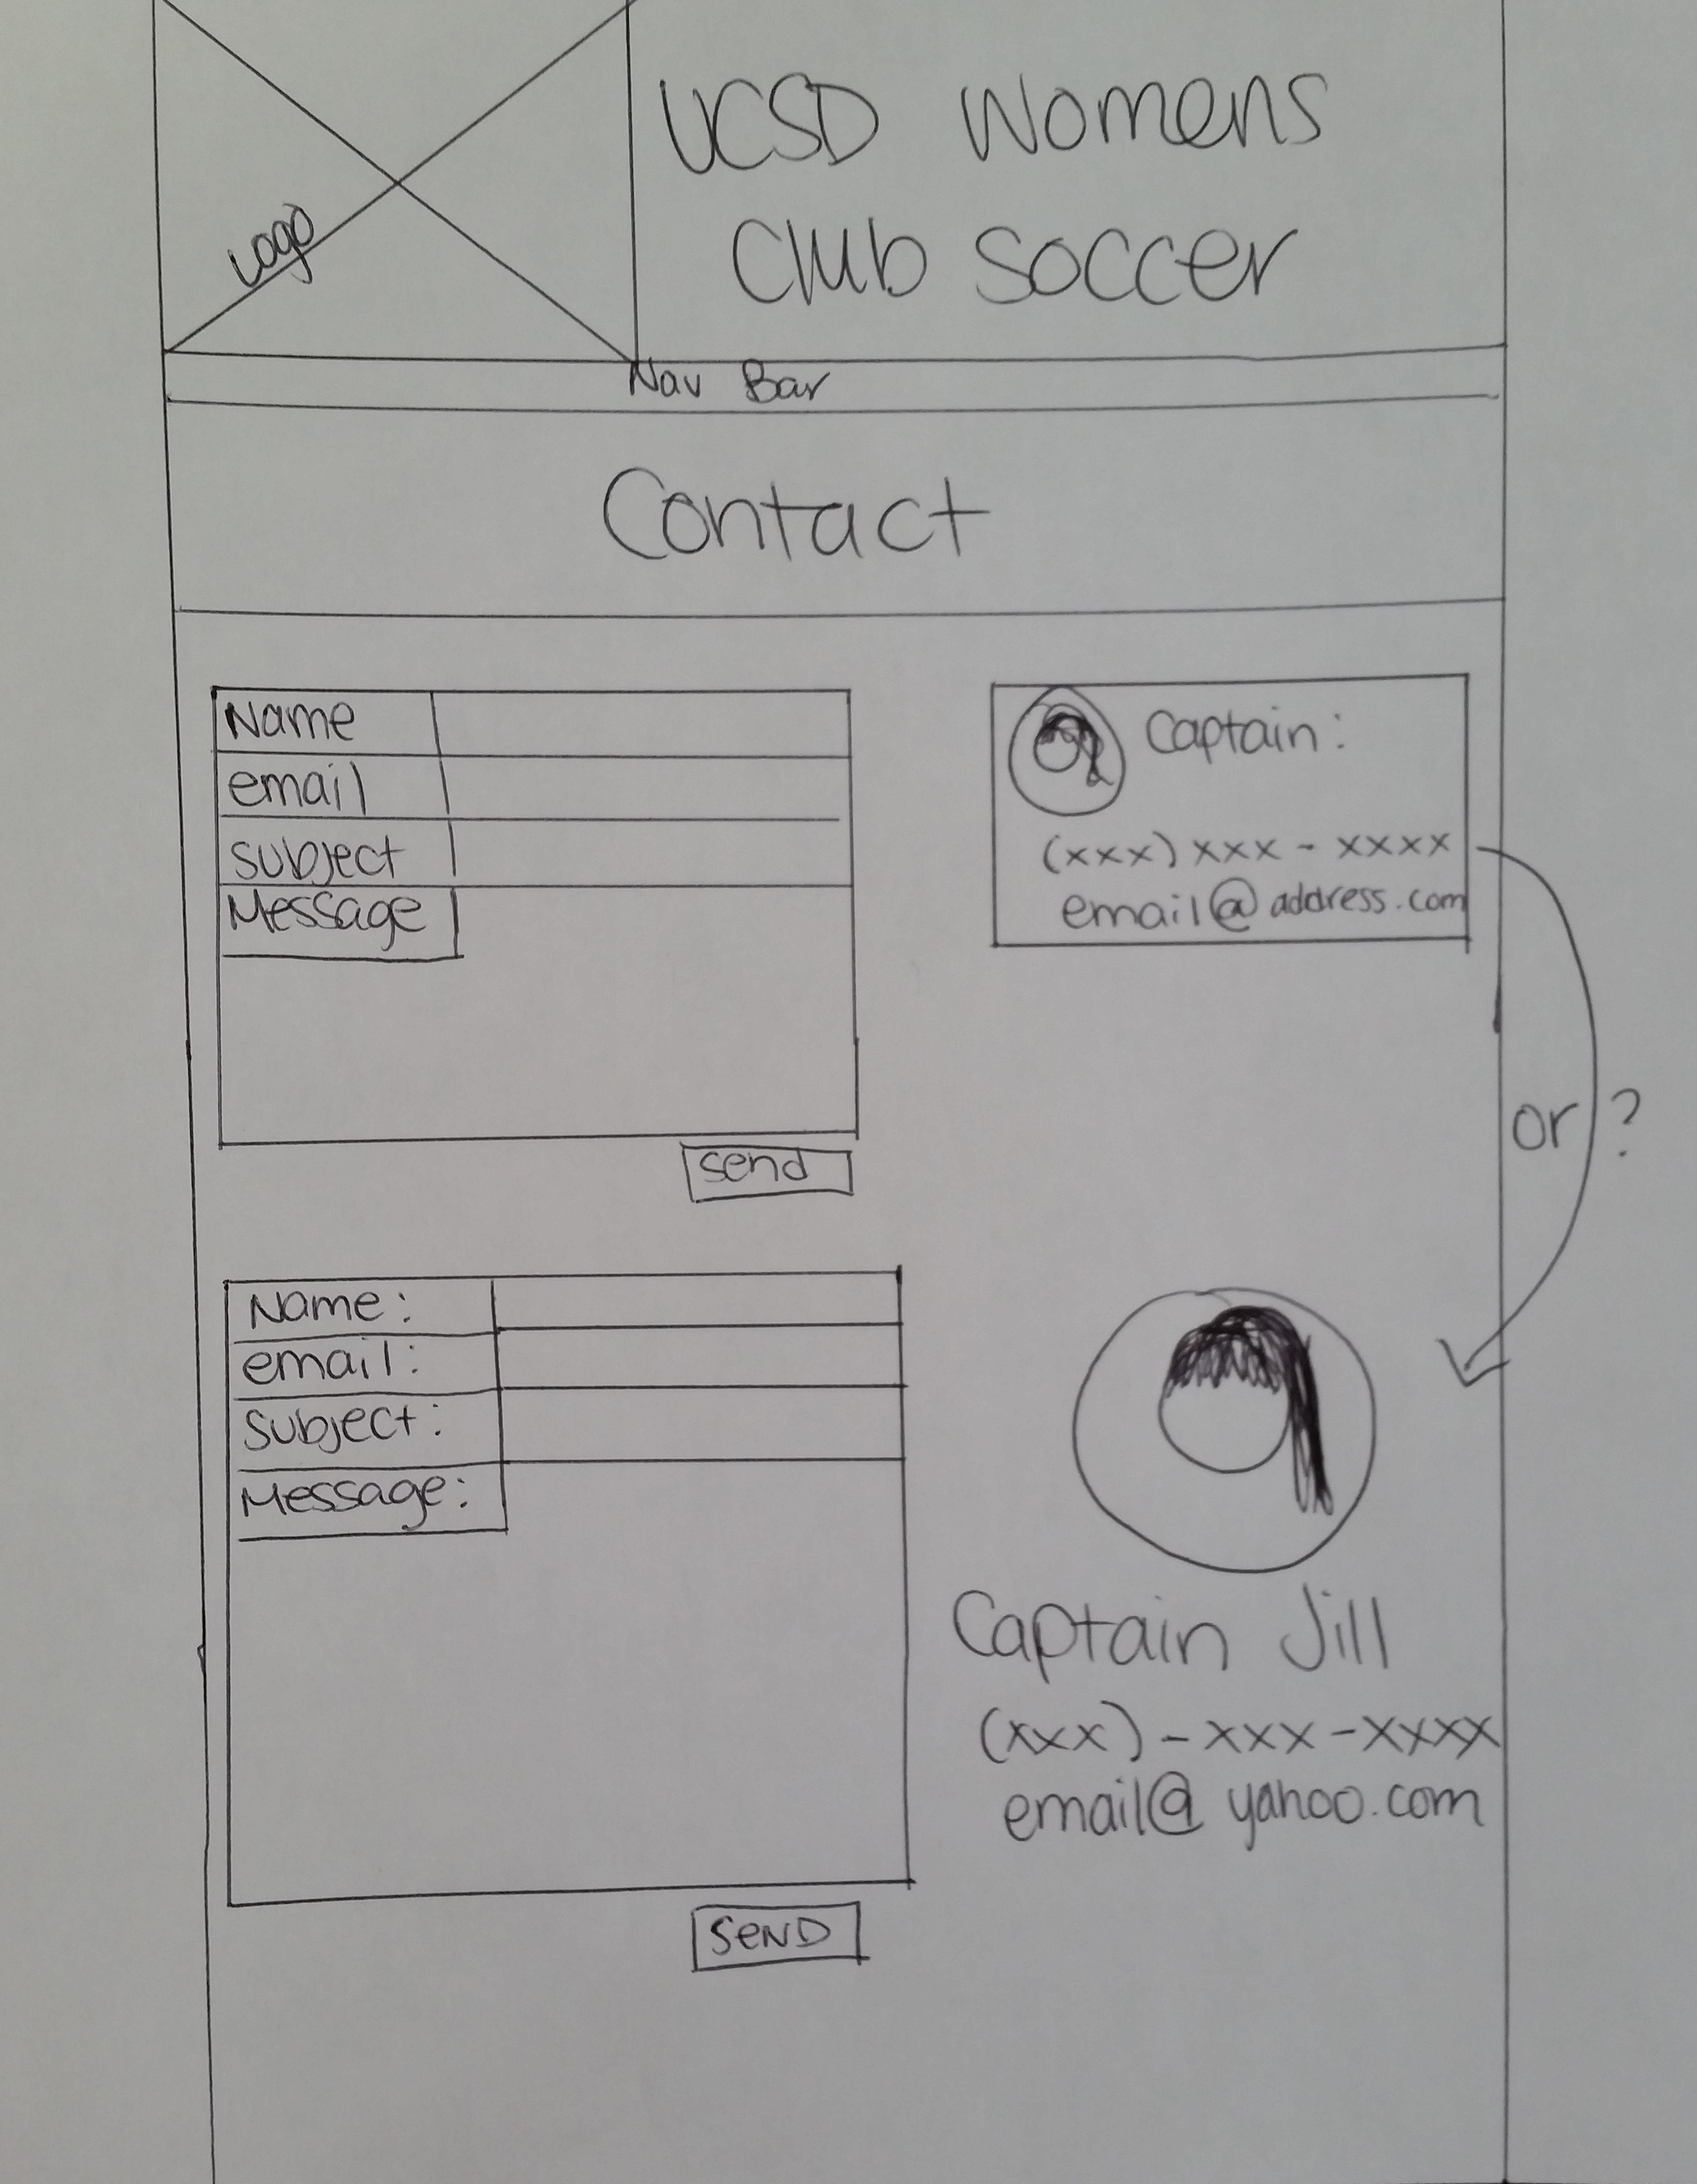 UCSD Womens
Club Soccer
Logo
Nav Bar
Contact
Name
email
subject
Message
send
Captain:
(xxx) xxx - xxxx
email@address.com
or ?
Name:
email:
Subject:
Message:
SeND
Captain Jill
(xxx) - xxx - xxxx
email@yahoo.com